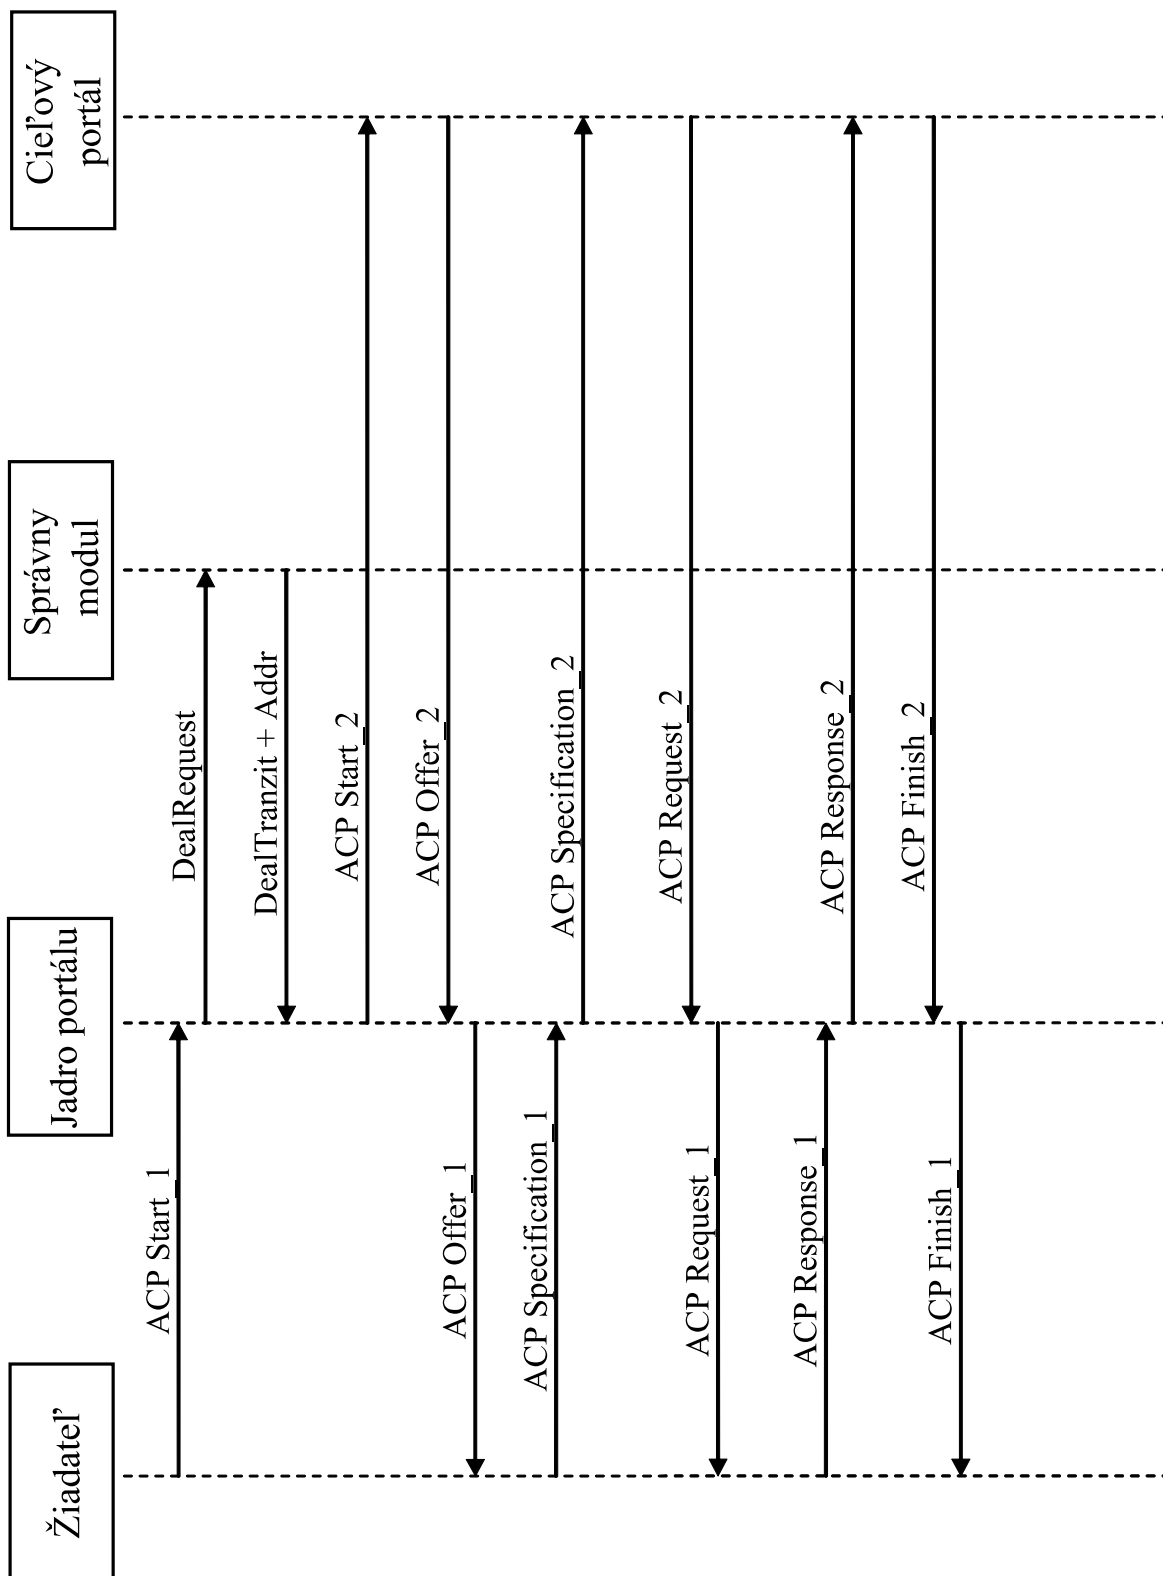 Žiadateľ
Jadro portálu
Správny
modul
Cieľový
portál
ACP Start_1
DealRequest
DealTranzit + Addr
ACP Start_2
ACP Offer_2
ACP Offer_1
ACP Specification_1
ACP Specification_2
ACP Request_2
ACP Request_1
ACP Response_1
ACP Response_2
ACP Finish_2
ACP Finish_1